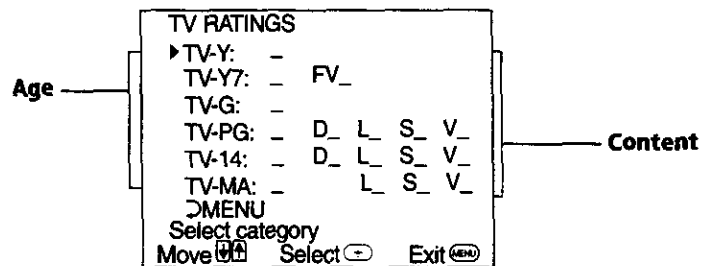 TV RATINGS
▶TV-Y: _
TV-Y7: _ FV_
Age
TV-G: _
TV-PG: _ D_ L_ S_ V_
Content
TV-14: _ D_ L_ S_ V_
TV-MA: _ L_ S_ V_
⊃MENU
Select category
Move ↓↑ Select + Exit MENU